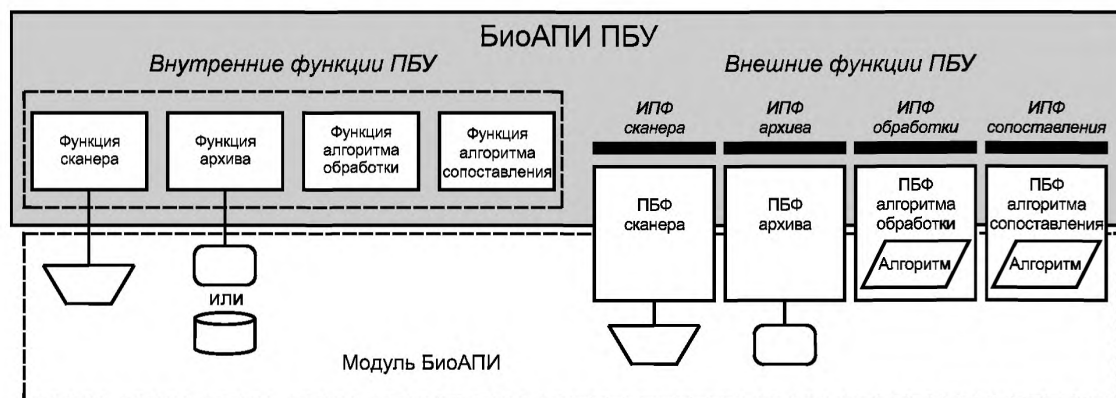 БиоАПИ ПБУ
Внутренние функции ПБУ
Внешние функции ПБУ
Функция
сканера
Функция
архива
Функция
алгоритма
обработки
Функция
алгоритма
сопоставления
ИПФ
сканера
ИПФ
архива
ИПФ
обработки
ИПФ
сопоставления
ПБФ
сканера
ПБФ
архива
ПБФ
алгоритма
обработки
Алгоритм
ПБФ
алгоритма
сопоставления
Алгоритм
или
Модуль БиоАПИ